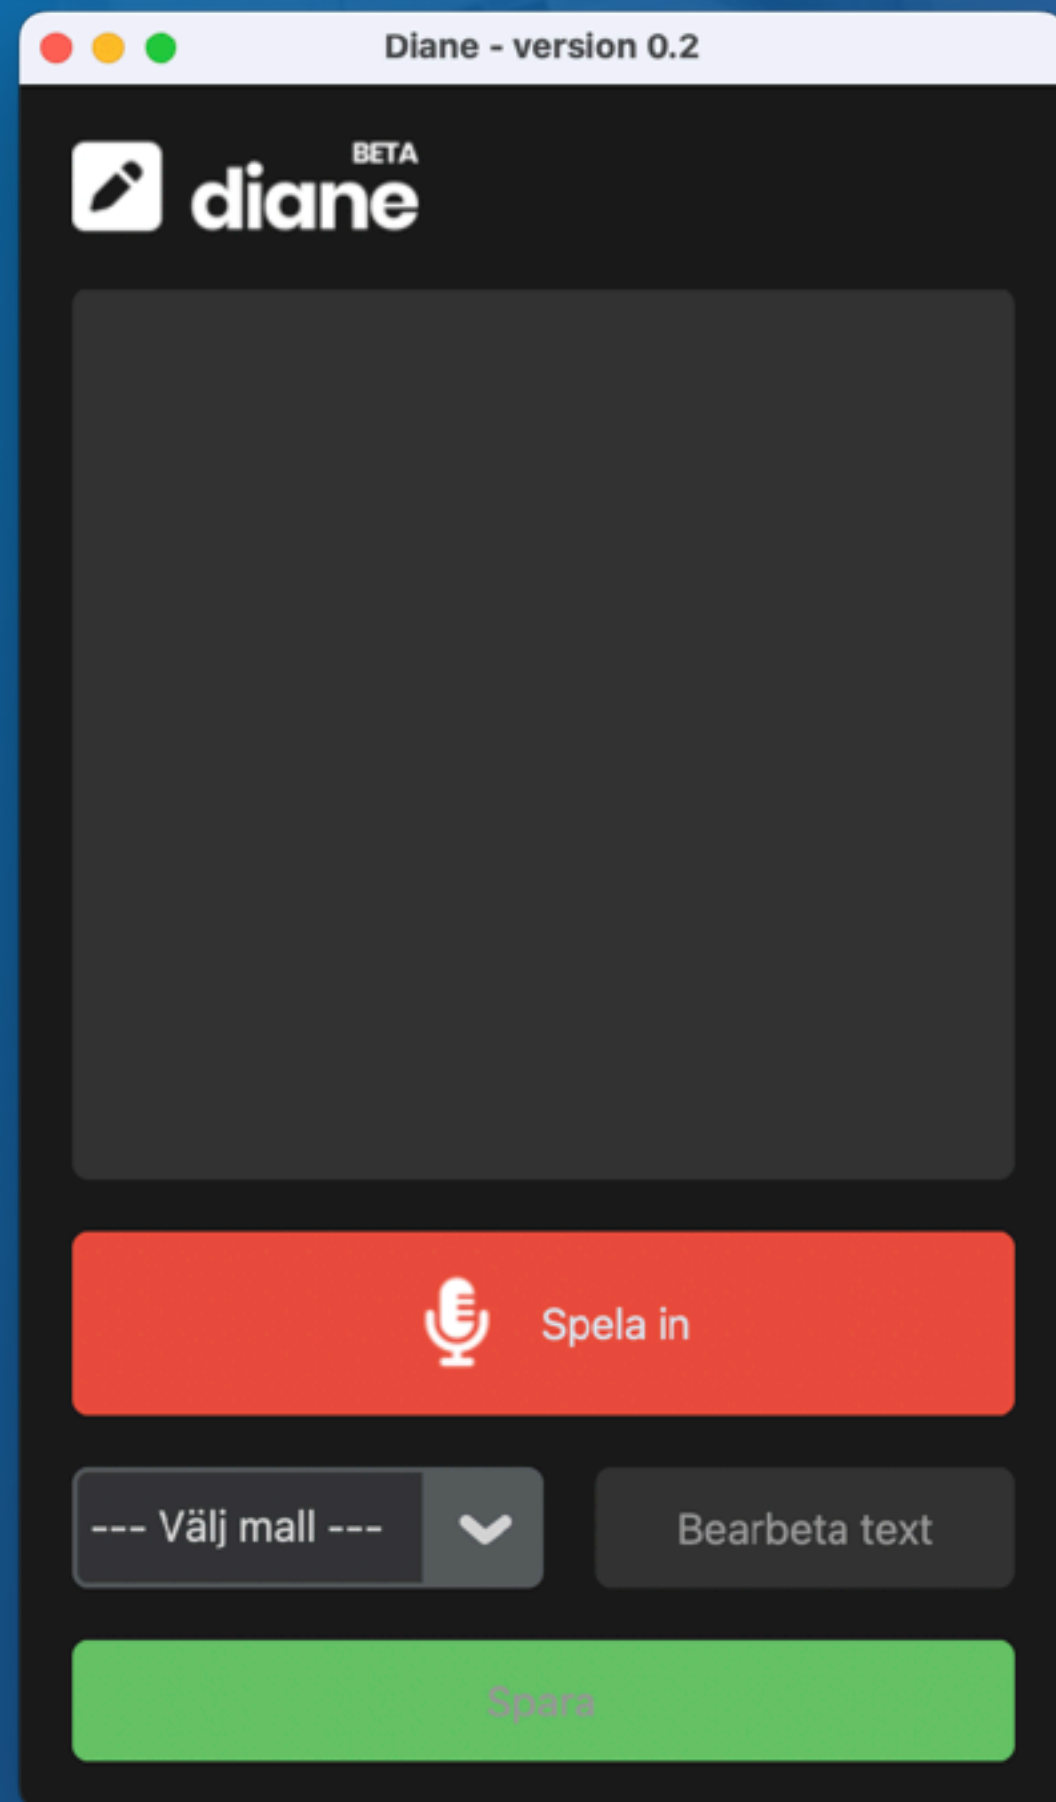 Diane - version 0.2
BETA
diane
Spela in
--- Välj mall ---
Bearbeta text
Spara